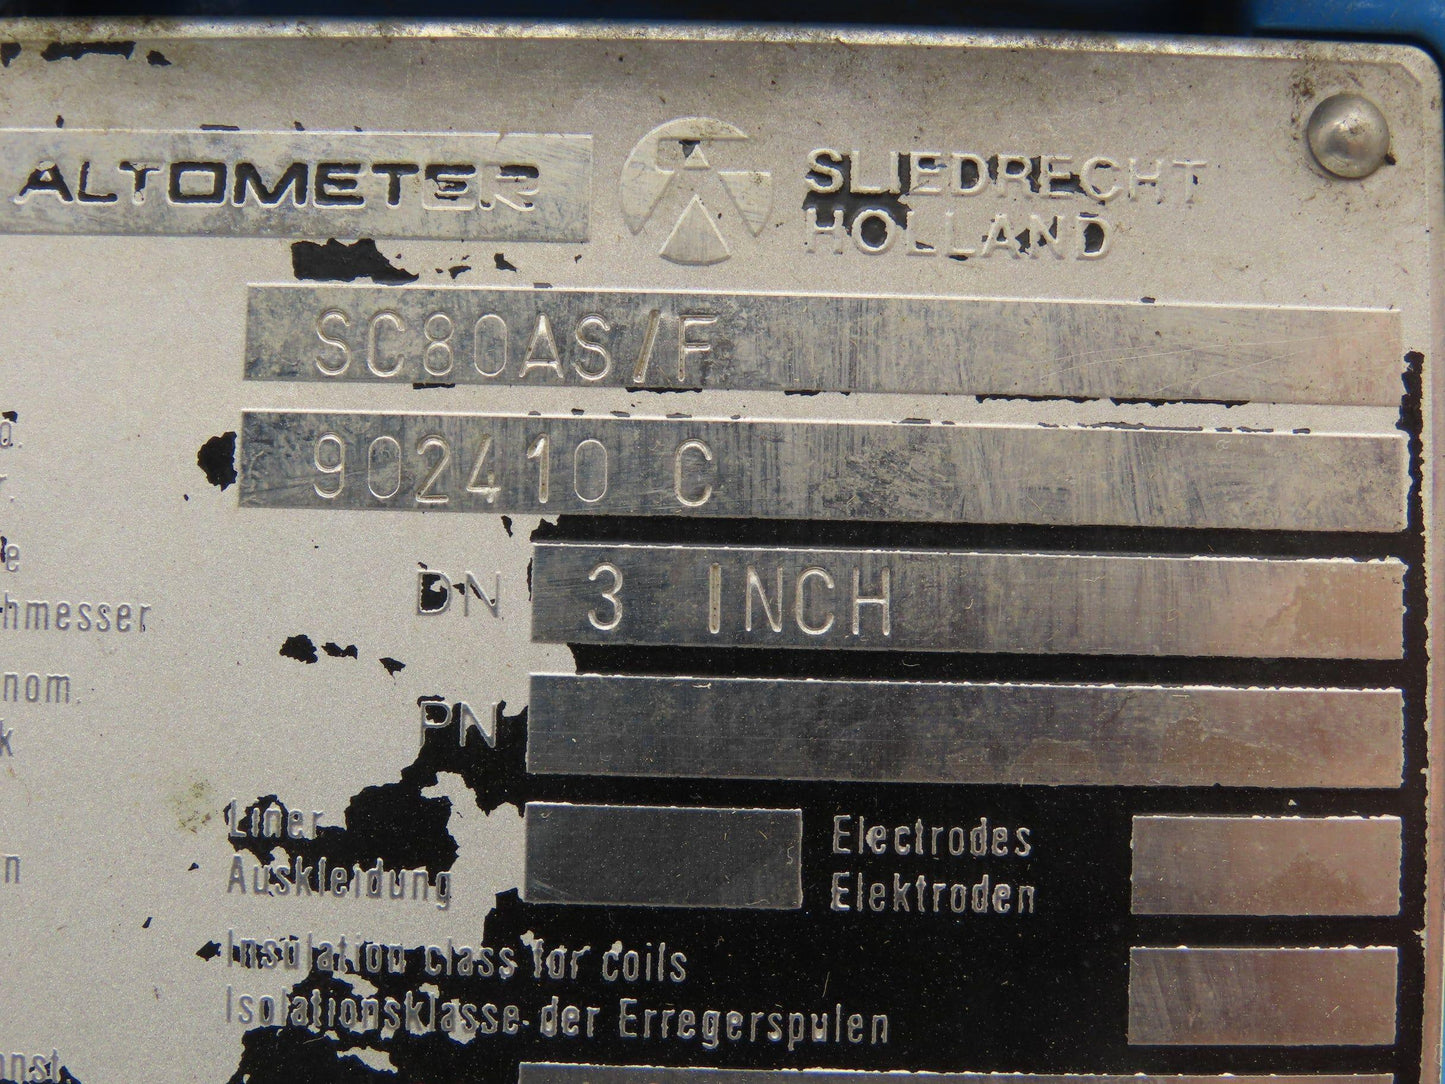 ALTOMETER
SLIEDRECHT
HOLLAND
SC80AS/F
902410 C
DN 3 INCH
hmesser
nom.
PN
Liner
Auskleidung
Electrodes
Elektroden
Insulation class for coils
Isolationsklasse der Erregerspulen